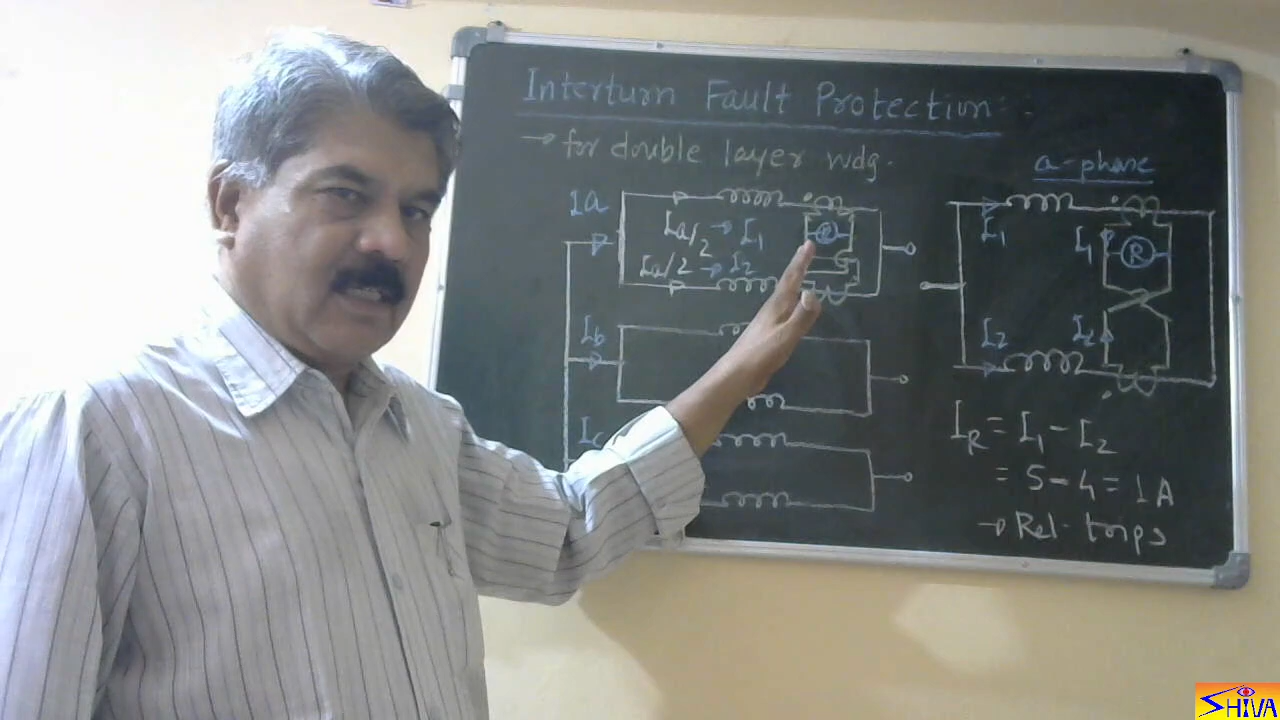 Interturn Fault Protection :
→ for double layer wdg.
Ia
Ia/2 → I1
Ia/2 → I2
R
Ib
Ic
a-phase
I1
I1
R
I2
I2
IR = I1 - I2
= 5 - 4 = 1 A
→ Rel. trips
SHIVA